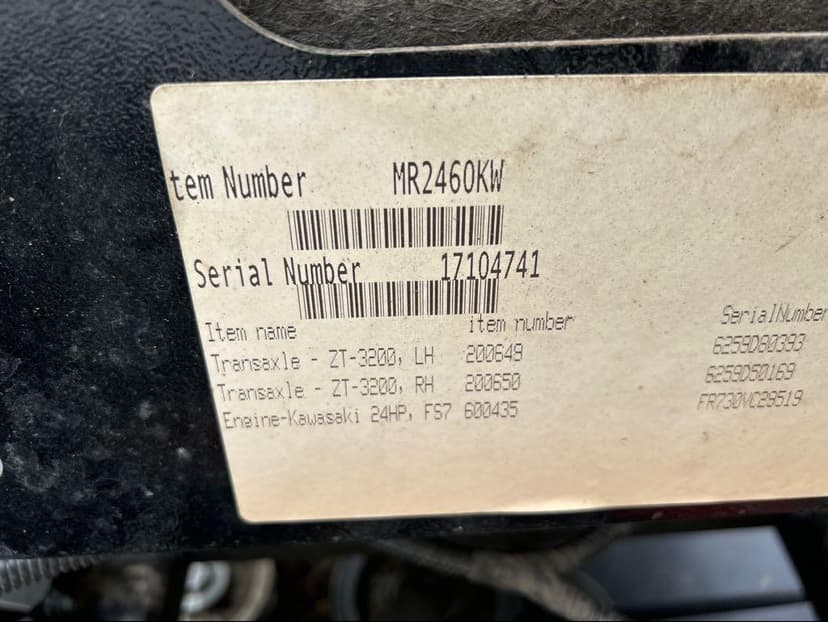 tem Number MR2460KW
Serial Number 17104741
Item name item number SerialNumber
Transaxle - ZT-3200, LH 200649 6259D80393
Transaxle - ZT-3200, RH 200650 6259D50169
Engine-Kawasaki 24HP, FS7 600435 FR730VC29519